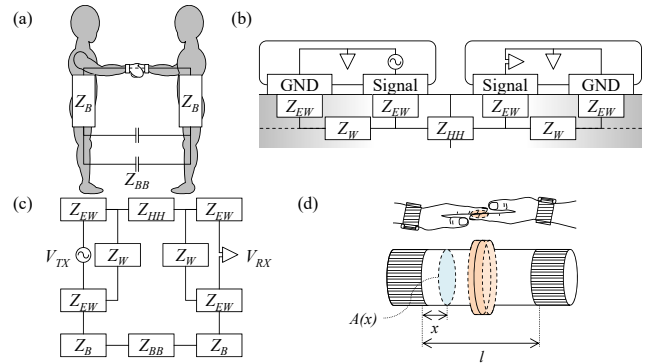 (a)
Z_B
Z_B
Z_BB
(b)
GND
Signal
Signal
GND
Z_EW
Z_EW
Z_EW
Z_EW
Z_W
Z_HH
Z_W
(c)
Z_EW
Z_HH
Z_EW
V_TX
Z_W
Z_W
V_RX
Z_EW
Z_EW
Z_B
Z_BB
Z_B
(d)
A(x)
x
l